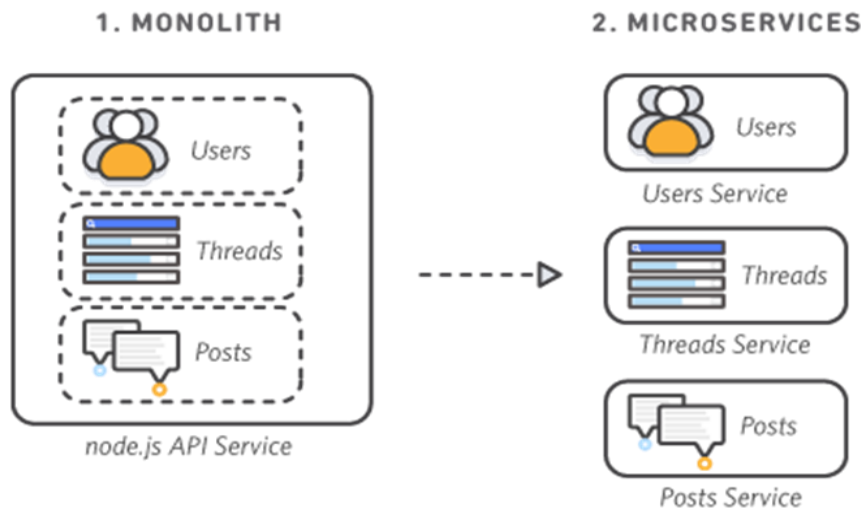 1. MONOLITH
Users
Threads
Posts
node.js API Service
2. MICROSERVICES
Users
Users Service
Threads
Threads Service
Posts
Posts Service